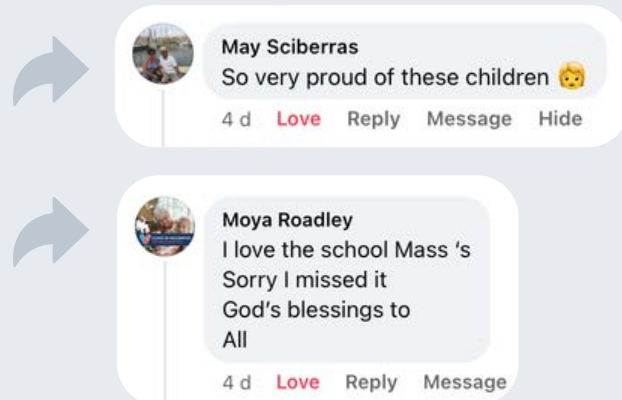 May Sciberras
So very proud of these children 👧
4 d Love Reply Message Hide
Moya Roadley
I love the school Mass 's
Sorry I missed it
God's blessings to
All
4 d Love Reply Message